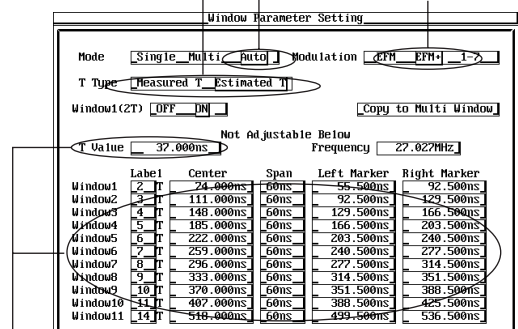 Window Parameter Setting
Mode Single Multi Auto Modulation EFM EFM+ 1-7
T Type Measured T Estimated T
Window1(2T) OFF ON Copy to Multi Window
Not Adjustable Below
T Value 37.000ns Frequency 27.027MHz
Label Center Span Left Marker Right Marker
Window1 2 T 24.000ns 60ns 55.500ns 92.500ns
Window2 3 T 111.000ns 60ns 92.500ns 129.500ns
Window3 4 T 148.000ns 60ns 129.500ns 166.500ns
Window4 5 T 185.000ns 60ns 166.500ns 203.500ns
Window5 6 T 222.000ns 60ns 203.500ns 240.500ns
Window6 7 T 259.000ns 60ns 240.500ns 277.500ns
Window7 8 T 296.000ns 60ns 277.500ns 314.500ns
Window8 9 T 333.000ns 60ns 314.500ns 351.500ns
Window9 10 T 370.000ns 60ns 351.500ns 388.500ns
Window10 11 T 407.000ns 60ns 388.500ns 425.500ns
Window11 14 T 518.000ns 60ns 499.500ns 536.500ns